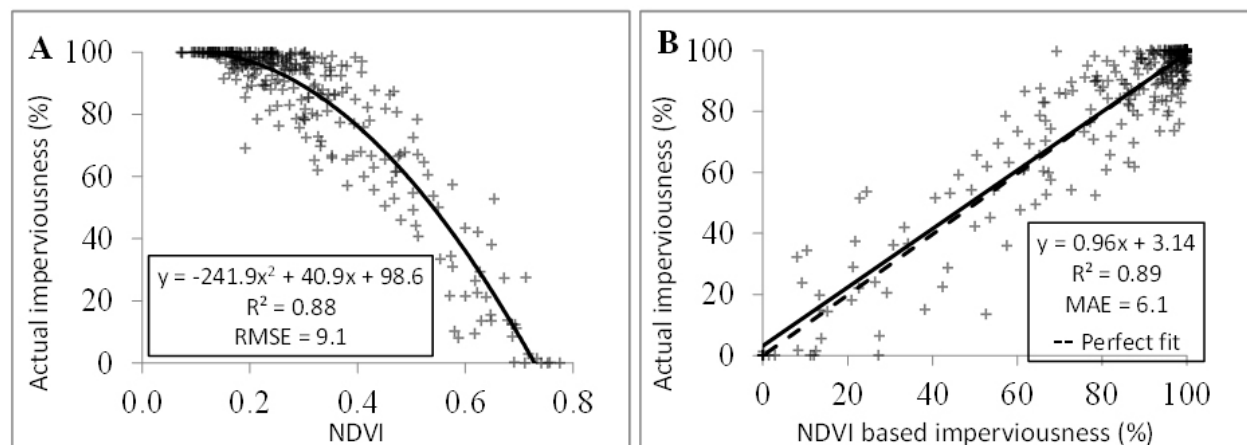 A
Actual imperviousness (%)
100
80
60
40
20
0
y = -241.9x² + 40.9x + 98.6
R² = 0.88
RMSE = 9.1
0.0 0.2 0.4 0.6 0.8
NDVI
B
Actual imperviousness (%)
100
80
60
40
20
0
y = 0.96x + 3.14
R² = 0.89
MAE = 6.1
Perfect fit
0 20 40 60 80 100
NDVI based imperviousness (%)